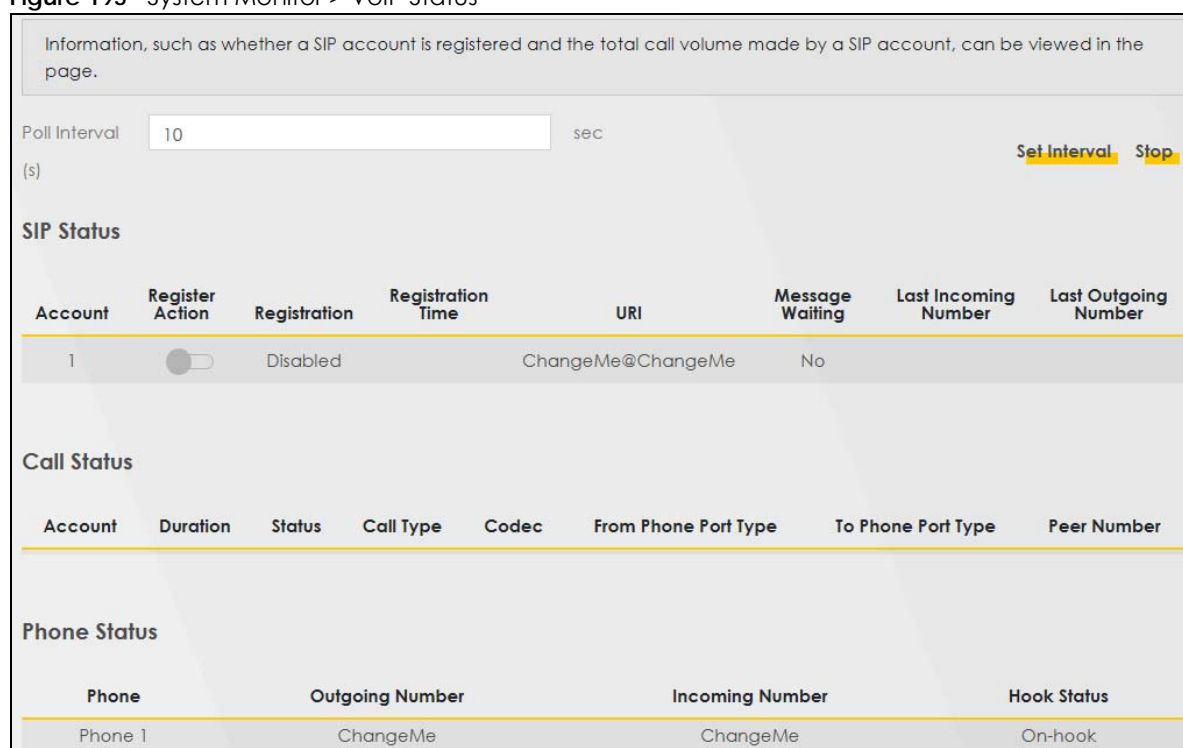 Figure 193 System Monitor > VoIP Status
Information, such as whether a SIP account is registered and the total call volume made by a SIP account, can be viewed in the
page.
Poll Interval 10 sec
(s)
Set Interval Stop
SIP Status
Account Register Action Registration Registration Time URI Message Waiting Last Incoming Number Last Outgoing Number
1 Disabled ChangeMe@ChangeMe No
Call Status
Account Duration Status Call Type Codec From Phone Port Type To Phone Port Type Peer Number
Phone Status
Phone Outgoing Number Incoming Number Hook Status
Phone 1 ChangeMe ChangeMe On-hook